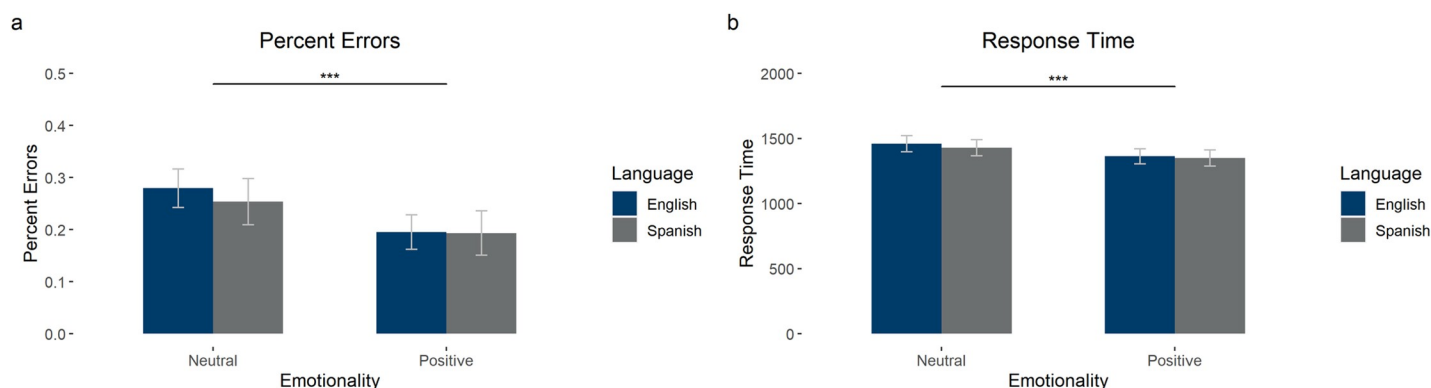 a
Percent Errors
Percent Errors
0.5
0.4
0.3
0.2
0.1
0.0
***
Neutral
Positive
Emotionality
Language
English
Spanish
b
Response Time
Response Time
2000
1500
1000
500
0
***
Neutral
Positive
Emotionality
Language
English
Spanish